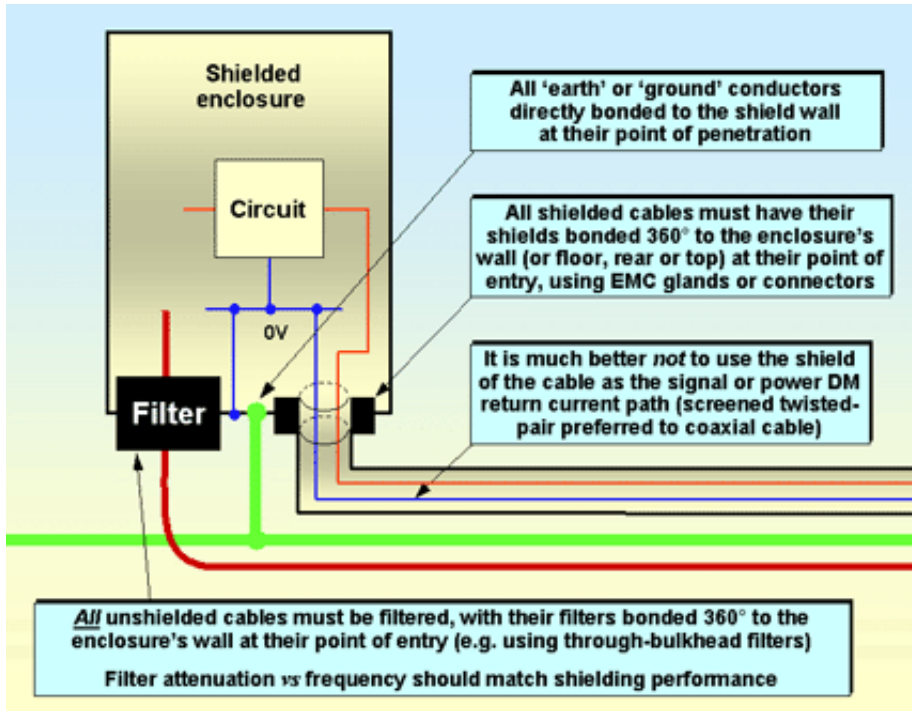 Shielded
enclosure
Circuit
0V
Filter
All ‘earth’ or ‘ground’ conductors
directly bonded to the shield wall
at their point of penetration
All shielded cables must have their
shields bonded 360° to the enclosure’s
wall (or floor, rear or top) at their point of
entry, using EMC glands or connectors
It is much better not to use the shield
of the cable as the signal or power DM
return current path (screened twisted-
pair preferred to coaxial cable)
All unshielded cables must be filtered, with their filters bonded 360° to the
enclosure’s wall at their point of entry (e.g. using through-bulkhead filters)
Filter attenuation vs frequency should match shielding performance